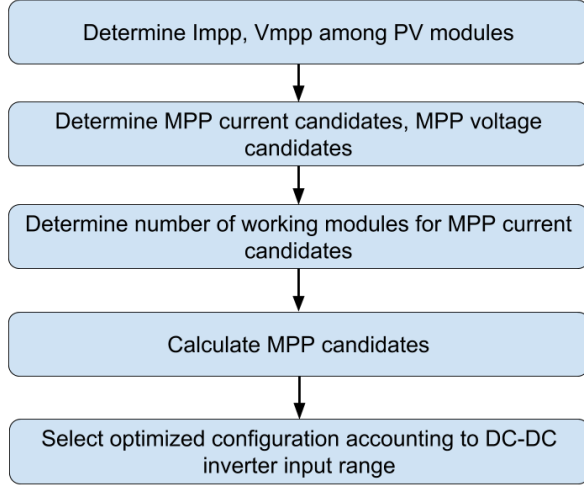 Determine Impp, Vmpp among PV modules
Determine MPP current candidates, MPP voltage
candidates
Determine number of working modules for MPP current
candidates
Calculate MPP candidates
Select optimized configuration accounting to DC-DC
inverter input range